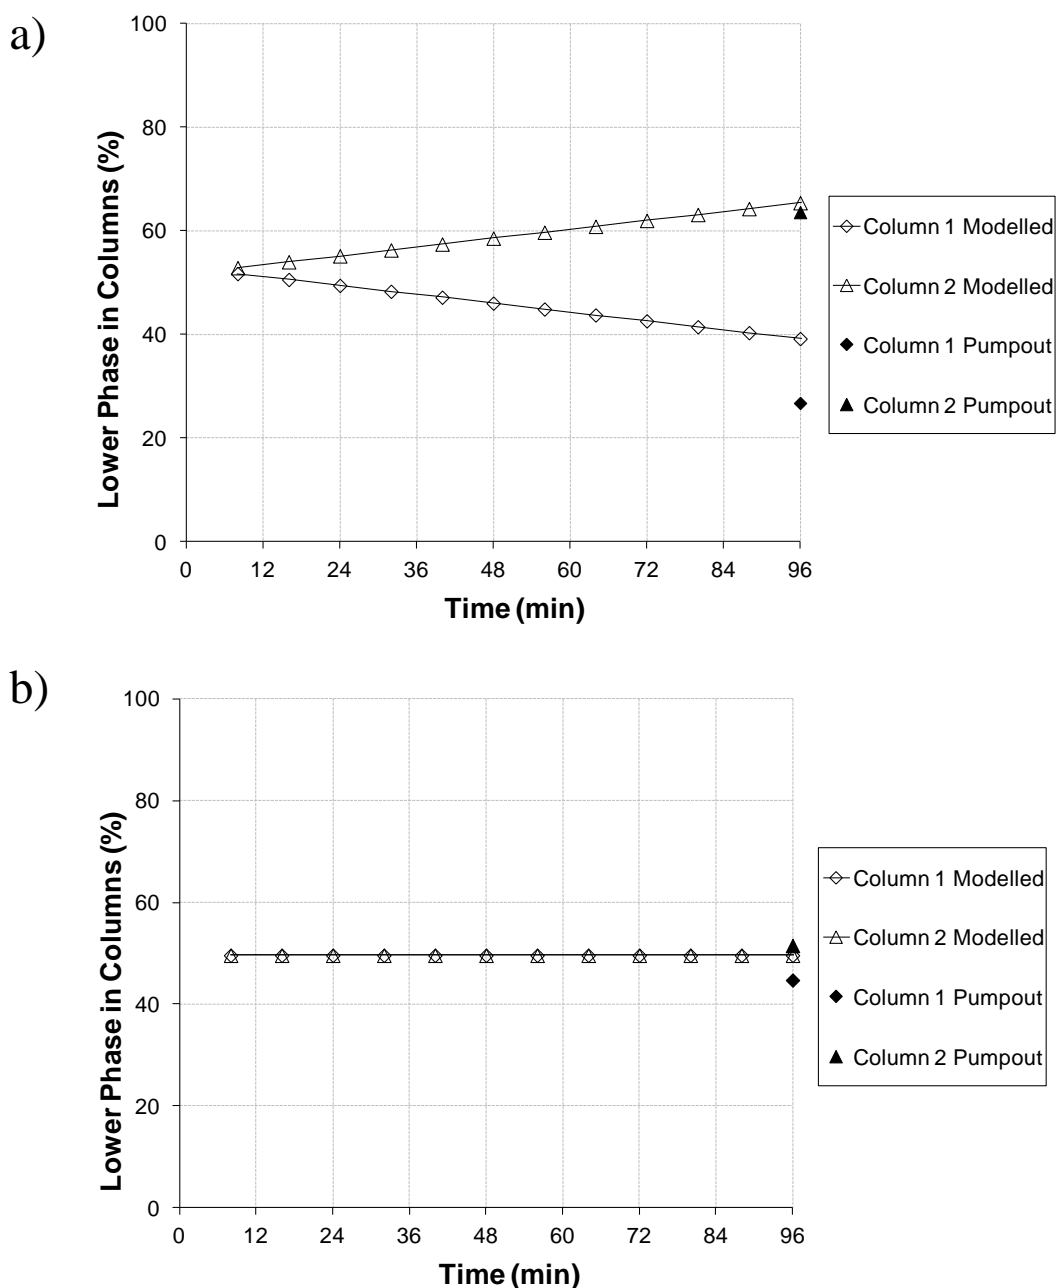 a)
Lower Phase in Columns (%)
100
80
60
40
20
0
0 12 24 36 48 60 72 84 96
Time (min)
Column 1 Modelled
Column 2 Modelled
Column 1 Pumpout
Column 2 Pumpout
b)
Lower Phase in Columns (%)
100
80
60
40
20
0
0 12 24 36 48 60 72 84 96
Time (min)
Column 1 Modelled
Column 2 Modelled
Column 1 Pumpout
Column 2 Pumpout